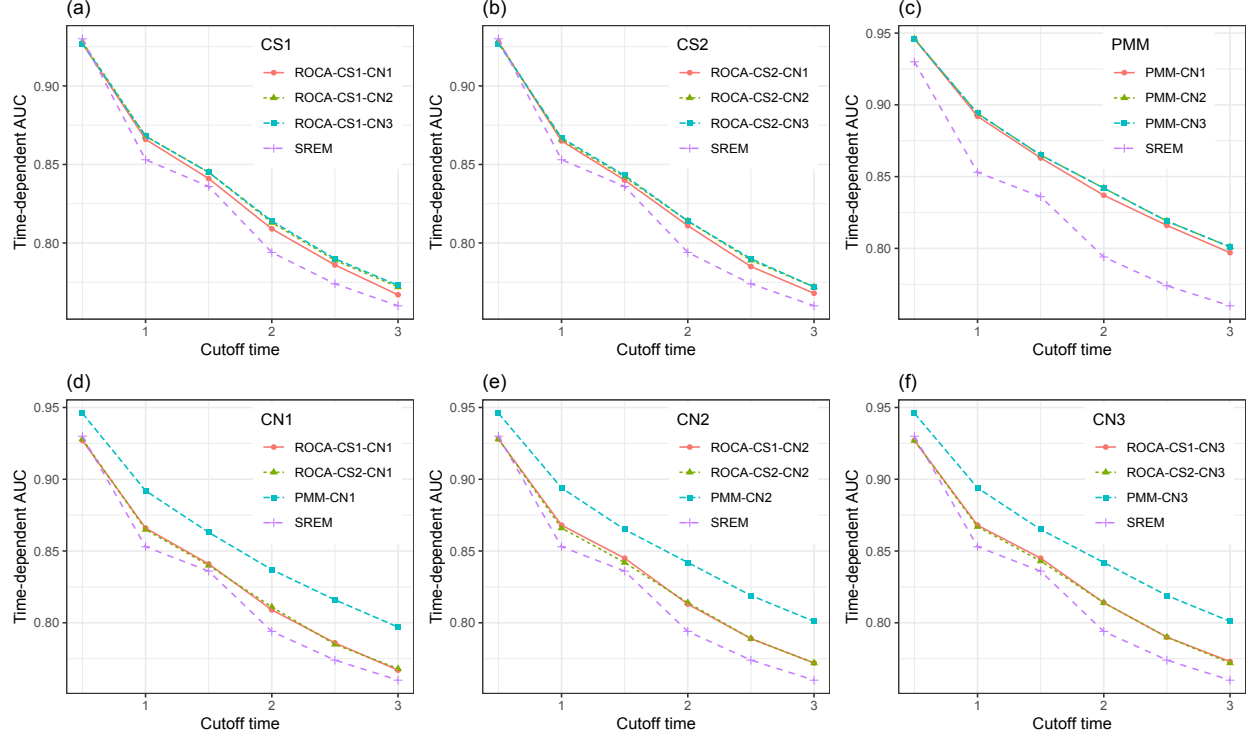 (a)
CS1
ROCA-CS1-CN1
ROCA-CS1-CN2
ROCA-CS1-CN3
SREM
0.90
0.85
0.80
Time-dependent AUC
1
2
3
Cutoff time
(b)
CS2
ROCA-CS2-CN1
ROCA-CS2-CN2
ROCA-CS2-CN3
SREM
0.90
0.85
0.80
Time-dependent AUC
1
2
3
Cutoff time
(c)
PMM
PMM-CN1
PMM-CN2
PMM-CN3
SREM
0.95
0.90
0.85
0.80
Time-dependent AUC
1
2
3
Cutoff time
(d)
CN1
ROCA-CS1-CN1
ROCA-CS2-CN1
PMM-CN1
SREM
0.95
0.90
0.85
0.80
Time-dependent AUC
1
2
3
Cutoff time
(e)
CN2
ROCA-CS1-CN2
ROCA-CS2-CN2
PMM-CN2
SREM
0.95
0.90
0.85
0.80
Time-dependent AUC
1
2
3
Cutoff time
(f)
CN3
ROCA-CS1-CN3
ROCA-CS2-CN3
PMM-CN3
SREM
0.95
0.90
0.85
0.80
Time-dependent AUC
1
2
3
Cutoff time